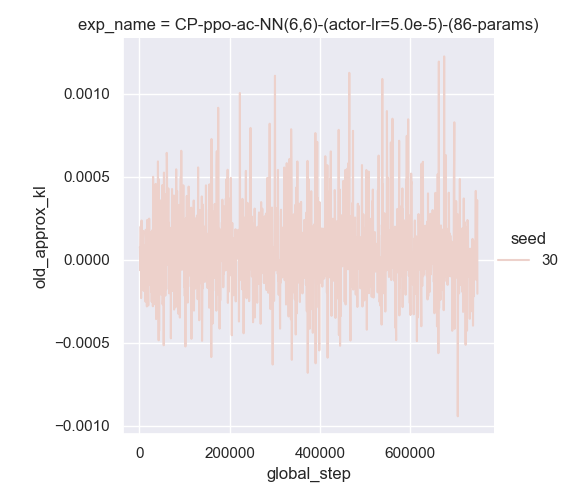 exp_name = CP-ppo-ac-NN(6,6)-(actor-lr=5.0e-5)-(86-params)
0.0010
0.0005
0.0000
−0.0005
−0.0010
old_approx_kl
0
200000
400000
600000
global_step
seed
30